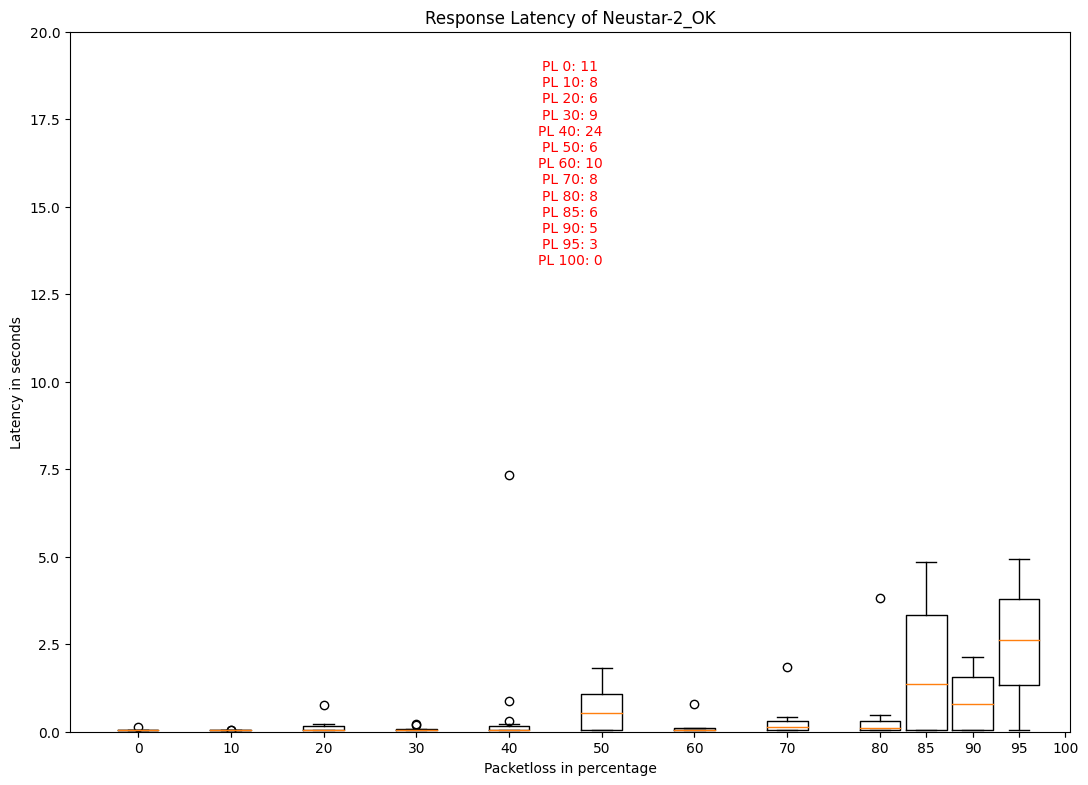 Response Latency of Neustar-2_OK
20.0
17.5
15.0
12.5
10.0
7.5
5.0
2.5
0.0
Latency in seconds
PL 0: 11
PL 10: 8
PL 20: 6
PL 30: 9
PL 40: 24
PL 50: 6
PL 60: 10
PL 70: 8
PL 80: 8
PL 85: 6
PL 90: 5
PL 95: 3
PL 100: 0
0 10 20 30 40 50 60 70 80 85 90 95 100
Packetloss in percentage